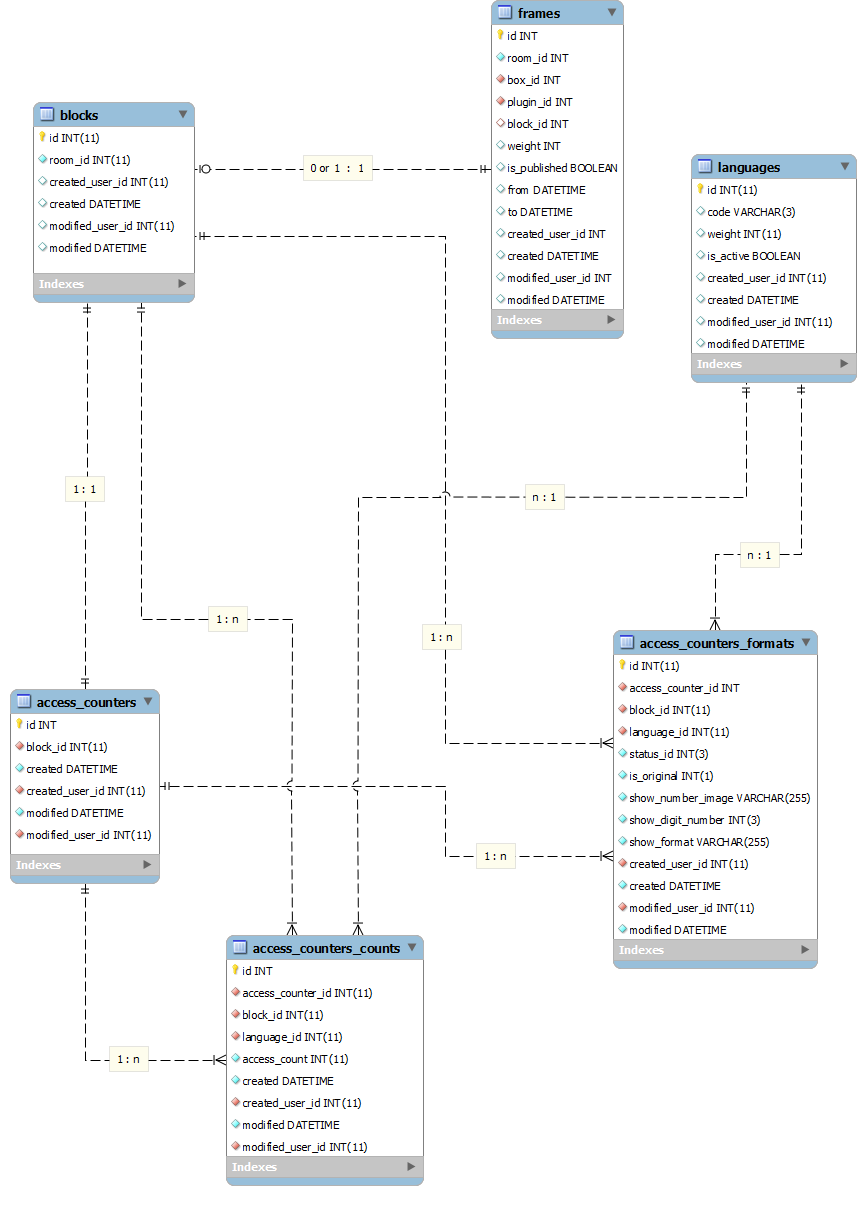 frames
id INT
room_id INT
box_id INT
plugin_id INT
block_id INT
weight INT
is_published BOOLEAN
from DATETIME
to DATETIME
created_user_id INT
created DATETIME
modified_user_id INT
modified DATETIME
Indexes
blocks
id INT(11)
room_id INT(11)
created_user_id INT(11)
created DATETIME
modified_user_id INT(11)
modified DATETIME
Indexes
0 or 1 : 1
languages
id INT(11)
code VARCHAR(3)
weight INT(11)
is_active BOOLEAN
created_user_id INT(11)
created DATETIME
modified_user_id INT(11)
modified DATETIME
Indexes
1 : 1
n : 1
n : 1
1 : n
1 : n
access_counters_formats
id INT(11)
access_counter_id INT
block_id INT(11)
language_id INT(11)
status_id INT(3)
is_original INT(1)
show_number_image VARCHAR(255)
show_digit_number INT(3)
show_format VARCHAR(255)
created_user_id INT(11)
created DATETIME
modified_user_id INT(11)
modified DATETIME
Indexes
access_counters
id INT
block_id INT(11)
created DATETIME
created_user_id INT(11)
modified DATETIME
modified_user_id INT(11)
Indexes
1 : n
access_counters_counts
id INT
access_counter_id INT(11)
block_id INT(11)
language_id INT(11)
access_count INT(11)
created DATETIME
created_user_id INT(11)
modified DATETIME
modified_user_id INT(11)
Indexes
1 : n